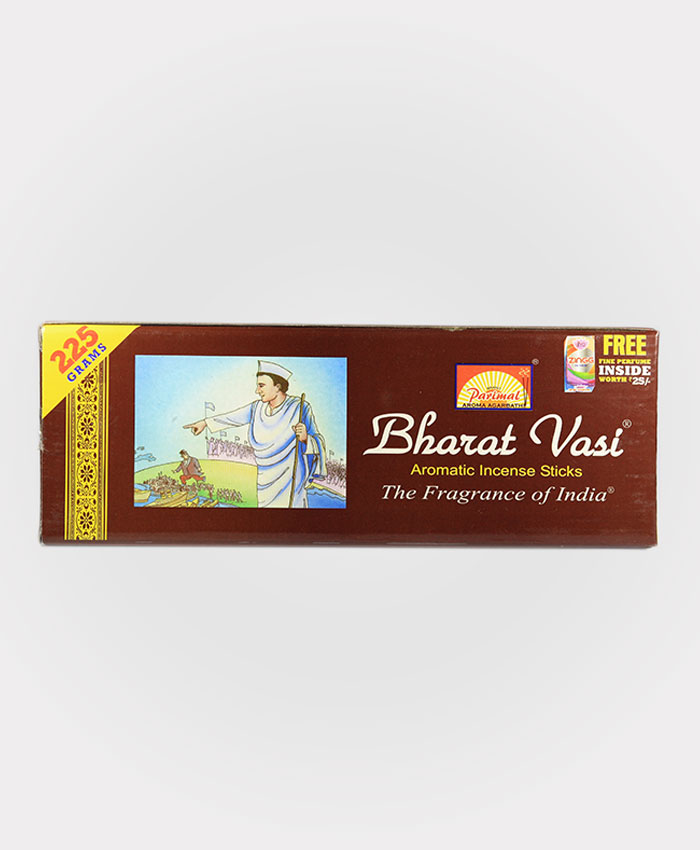 225
GRAMS
Parimal
AROMA AGARBATHI
®
Bharat Vasi®
Aromatic Incense Sticks
The Fragrance of India®
ZINGG
FREE
FINE PERFUME
INSIDE
WORTH ₹25/-